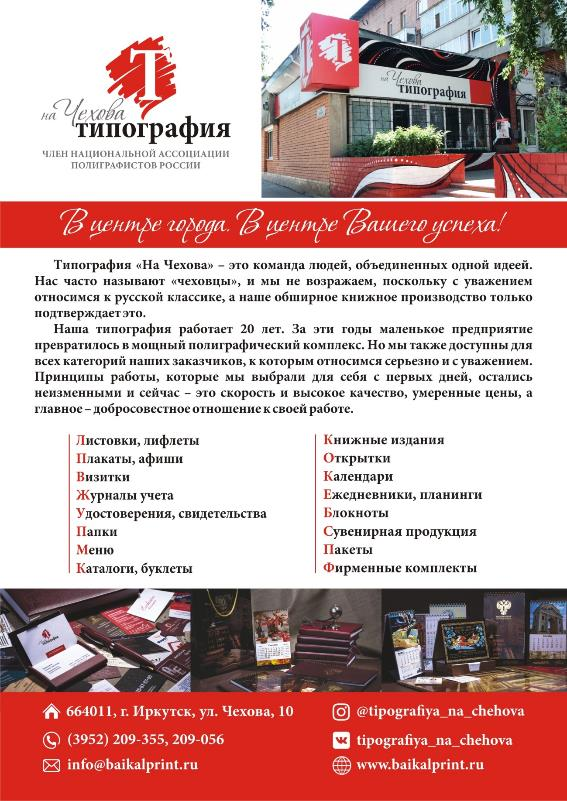 Т
на Чехова
типография
ЧЛЕН НАЦИОНАЛЬНОЙ АССОЦИАЦИИ
ПОЛИГРАФИСТОВ РОССИИ
Т
на Чехова
типография
В центре города. В центре Вашего успеха!
Типография «На Чехова» – это команда людей, объединенных одной идеей.
Нас часто называют «чеховцы», и мы не возражаем, поскольку с уважением
относимся к русской классике, а наше обширное книжное производство только
подтверждает это.
Наша типография работает 20 лет. За эти годы маленькое предприятие
превратилось в мощный полиграфический комплекс. Но мы также доступны для
всех категорий наших заказчиков, к которым относимся серьезно и с уважением.
Принципы работы, которые мы выбрали для себя с первых дней, остались
неизменными и сейчас – это скорость и высокое качество, умеренные цены, а
главное – добросовестное отношение к своей работе.
Листовки, лифлеты
Плакаты, афиши
Визитки
Журналы учета
Удостоверения, свидетельства
Папки
Меню
Каталоги, буклеты
Книжные издания
Открытки
Календари
Ежедневники, планинги
Блокноты
Сувенирная продукция
Пакеты
Фирменные комплекты
на Чехова
типография
664011, г. Иркутск, ул. Чехова, 10
(3952) 209-355, 209-056
info@baikalprint.ru
@tipografiya_na_chehova
tipografiya_na_chehova
www.baikalprint.ru